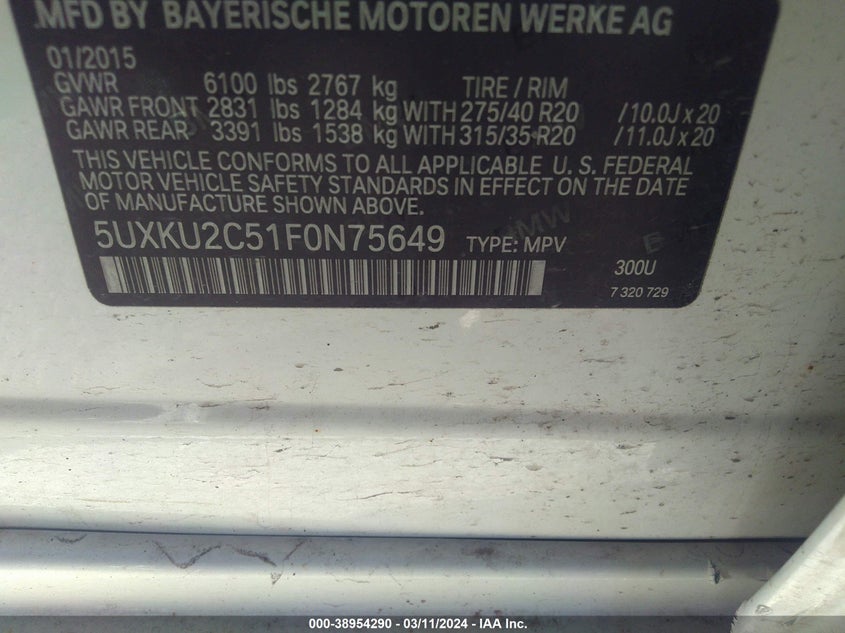 MFD BY BAYERISCHE MOTOREN WERKE AG
01/2015
GVWR 6100 lbs 2767 kg TIRE / RIM
GAWR FRONT 2831 lbs 1284 kg WITH 275/40 R20 /10.0J x 20
GAWR REAR 3391 lbs 1538 kg WITH 315/35 R20 /11.0J x 20
THIS VEHICLE CONFORMS TO ALL APPLICABLE U. S. FEDERAL
MOTOR VEHICLE SAFETY STANDARDS IN EFFECT ON THE DATE
OF MANUFACTURE SHOWN ABOVE.
5UXKU2C51F0N75649 TYPE: MPV
300U
7 320 729
000-38954290 - 03/11/2024 - IAA Inc.